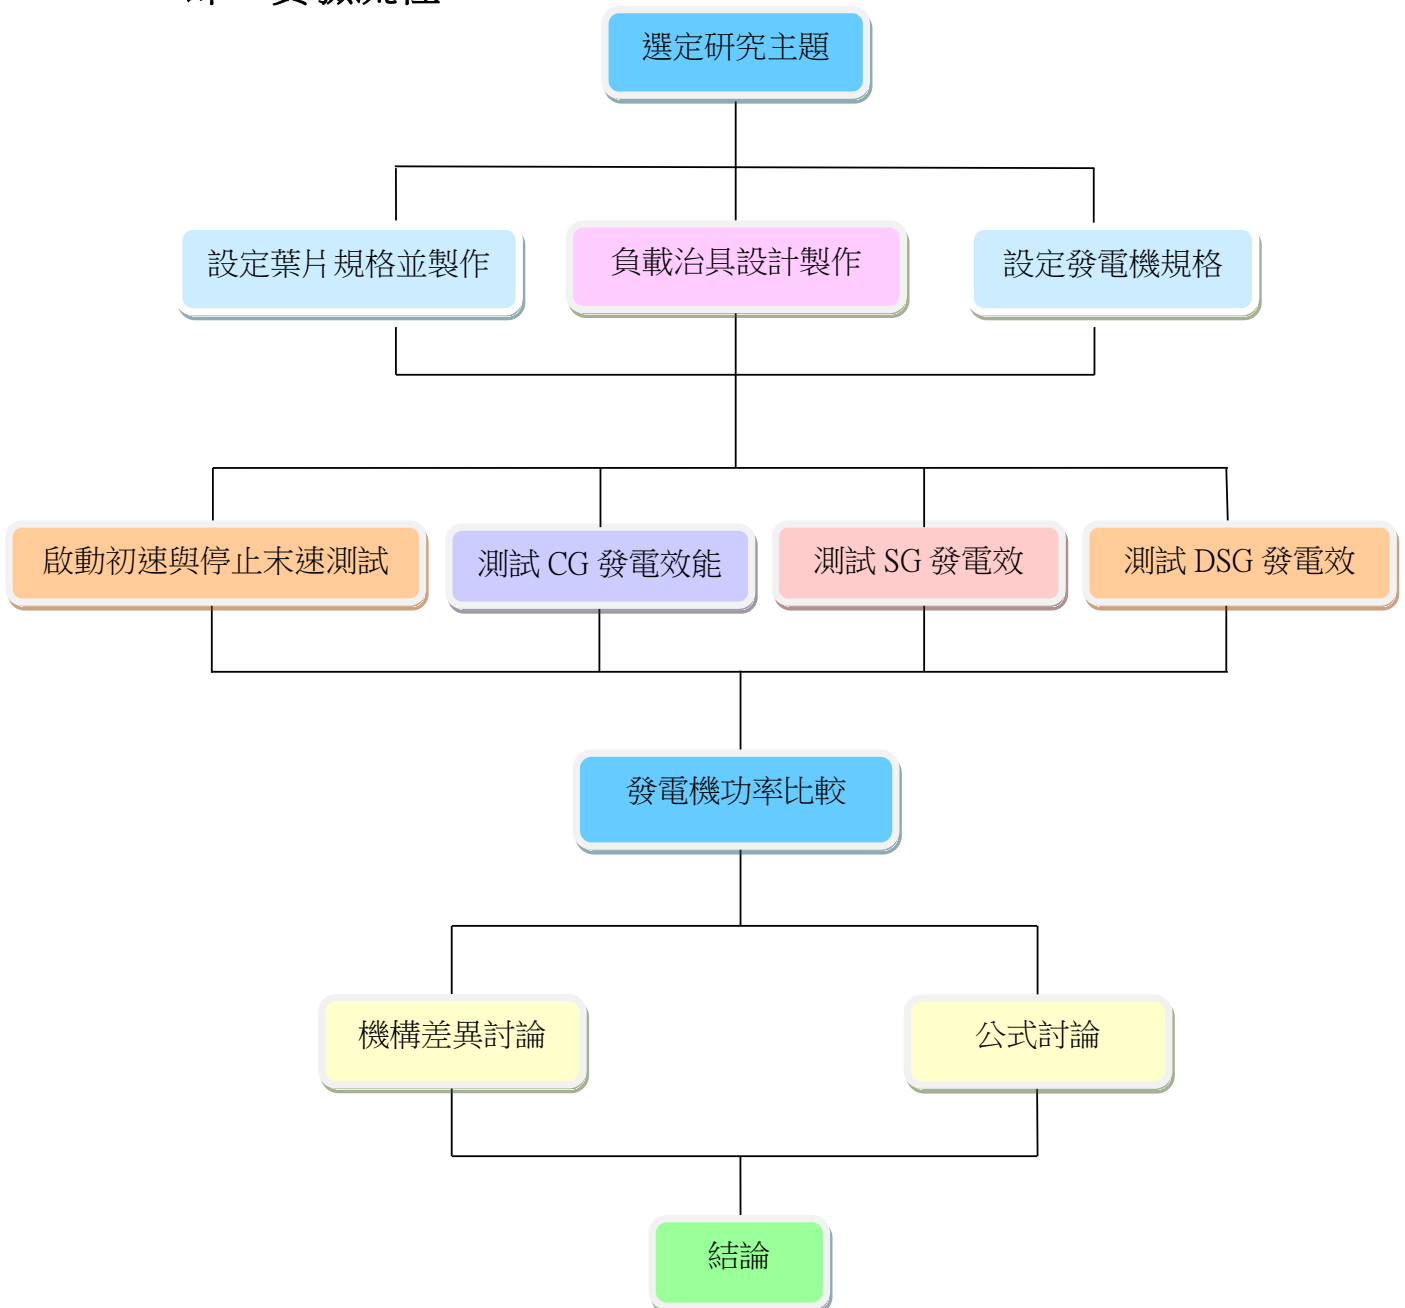 選定研究主題
設定葉片規格並製作
負載治具設計製作
設定發電機規格
啟動初速與停止末速測試
測試 CG 發電效能
測試 SG 發電效
測試 DSG 發電效
發電機功率比較
機構差異討論
公式討論
結論